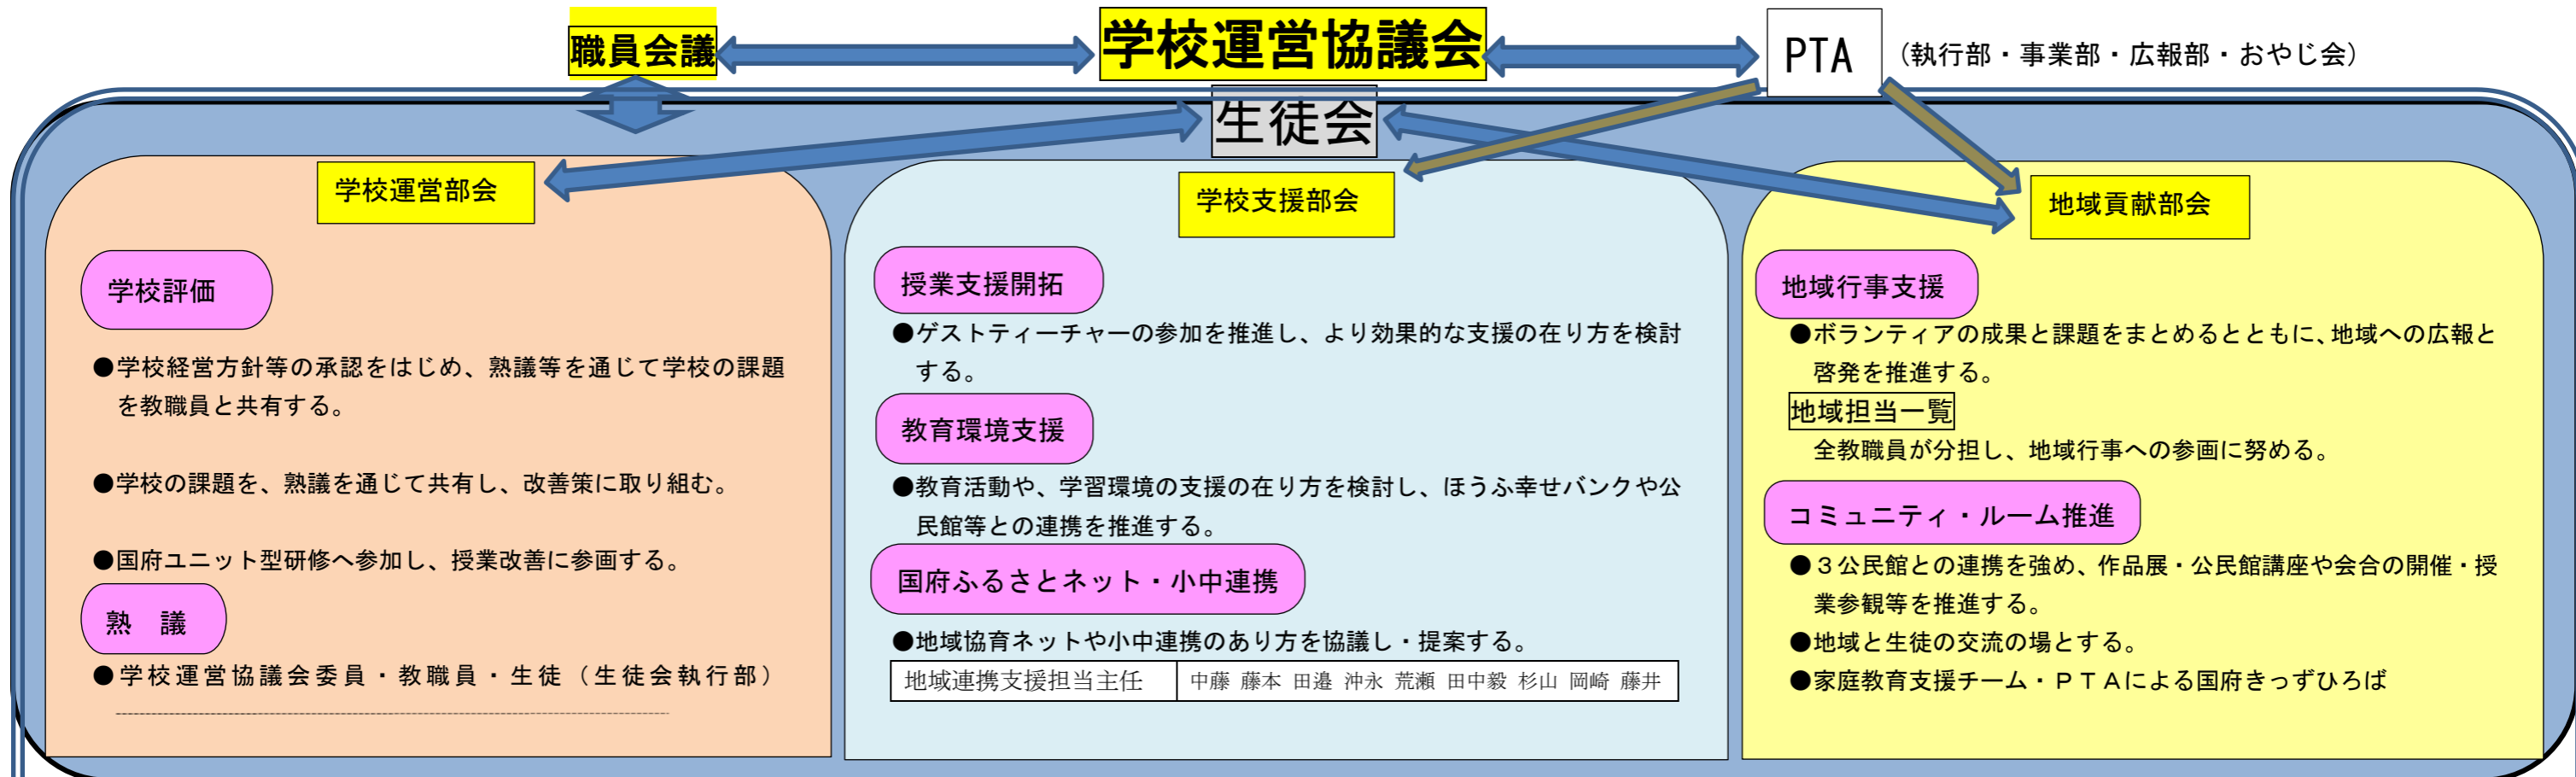 職員会議
学校運営協議会
PTA
(執行部・事業部・広報部・おやじ会)
生徒会
学校運営部会
学校評価
●学校経営方針等の承認をはじめ、熟議等を通じて学校の課題
を教職員と共有する。
●学校の課題を、熟議を通じて共有し、改善策に取り組む。
●国府ユニット型研修へ参加し、授業改善に参画する。
熟　議
●学校運営協議会委員・教職員・生徒（生徒会執行部）
学校支援部会
授業支援開拓
●ゲストティーチャーの参加を推進し、より効果的な支援の在り方を検討
する。
教育環境支援
●教育活動や、学習環境の支援の在り方を検討し、ほうふ幸せバンクや公
民館等との連携を推進する。
国府ふるさとネット・小中連携
●地域協育ネットや小中連携のあり方を協議し・提案する。
地域連携支援担当主任　中藤 藤本 田邉 沖永 荒瀬 田中毅 杉山 岡崎 藤井
地域貢献部会
地域行事支援
●ボランティアの成果と課題をまとめるとともに、地域への広報と
啓発を推進する。
地域担当一覧
全教職員が分担し、地域行事への参画に努める。
コミュニティ・ルーム推進
●３公民館との連携を強め、作品展・公民館講座や会合の開催・授
業参観等を推進する。
●地域と生徒の交流の場とする。
●家庭教育支援チーム・ＰＴＡによる国府きっずひろば